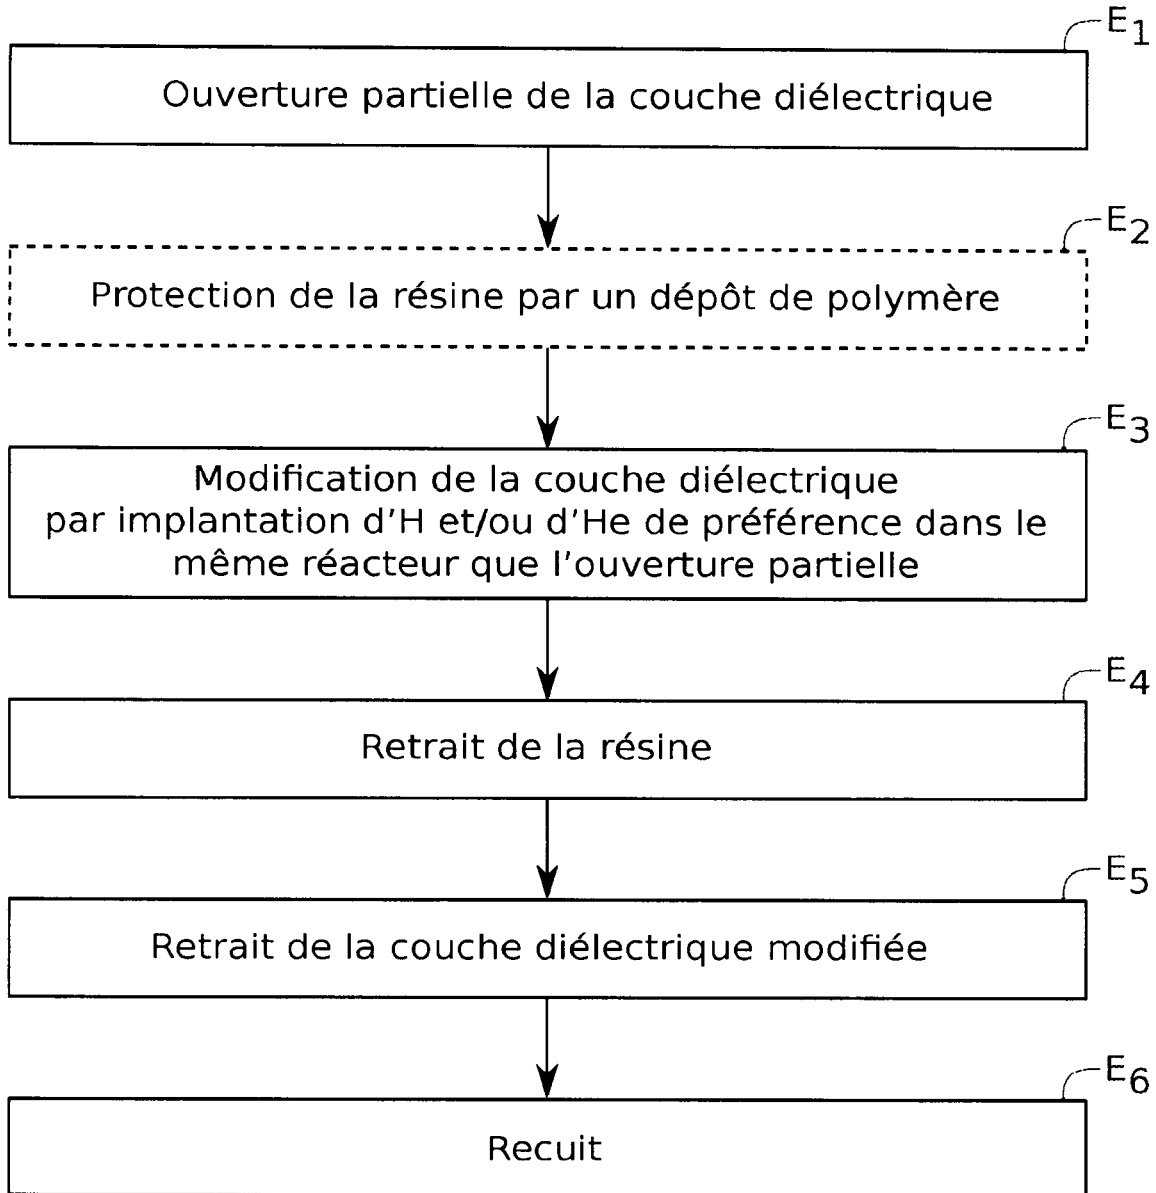 E1
Ouverture partielle de la couche diélectrique
E2
Protection de la résine par un dépôt de polymère
E3
Modification de la couche diélectrique
par implantation d’H et/ou d’He de préférence dans le
même réacteur que l’ouverture partielle
E4
Retrait de la résine
E5
Retrait de la couche diélectrique modifiée
E6
Recuit